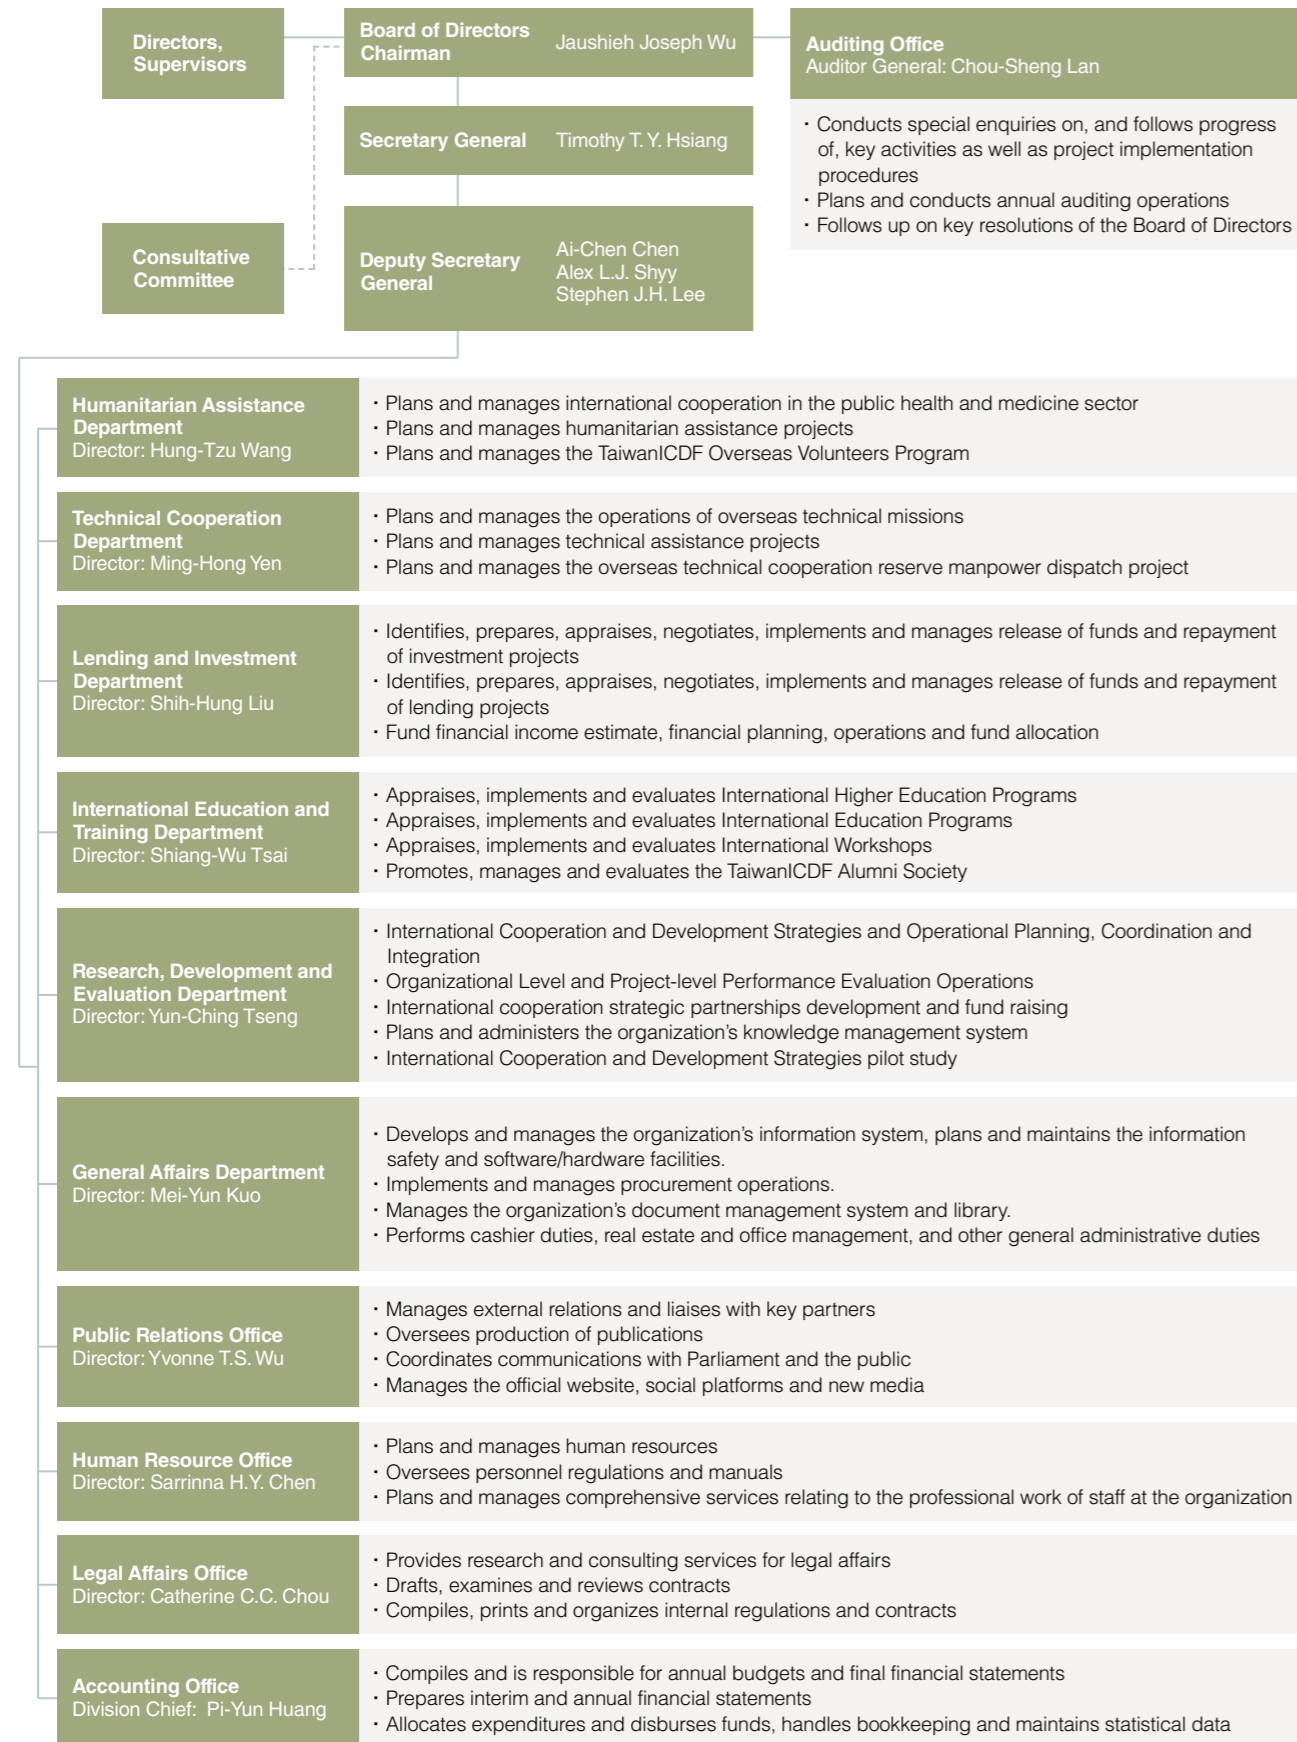 Directors,
Supervisors
Board of Directors
Chairman
Jaushieh Joseph Wu
Auditing Office
Auditor General: Chou-Sheng Lan
· Conducts special enquiries on, and follows progress
of, key activities as well as project implementation
procedures
· Plans and conducts annual auditing operations
· Follows up on key resolutions of the Board of Directors
Secretary General
Timothy T. Y. Hsiang
Consultative
Committee
Deputy Secretary
General
Ai-Chen Chen
Alex L.J. Shyy
Stephen J.H. Lee
Humanitarian Assistance
Department
Director: Hung-Tzu Wang
· Plans and manages international cooperation in the public health and medicine sector
· Plans and manages humanitarian assistance projects
· Plans and manages the TaiwanICDF Overseas Volunteers Program
Technical Cooperation
Department
Director: Ming-Hong Yen
· Plans and manages the operations of overseas technical missions
· Plans and manages technical assistance projects
· Plans and manages the overseas technical cooperation reserve manpower dispatch project
Lending and Investment
Department
Director: Shih-Hung Liu
· Identifies, prepares, appraises, negotiates, implements and manages release of funds and repayment
of investment projects
· Identifies, prepares, appraises, negotiates, implements and manages release of funds and repayment
of lending projects
· Fund financial income estimate, financial planning, operations and fund allocation
International Education and
Training Department
Director: Shiang-Wu Tsai
· Appraises, implements and evaluates International Higher Education Programs
· Appraises, implements and evaluates International Education Programs
· Appraises, implements and evaluates International Workshops
· Promotes, manages and evaluates the TaiwanICDF Alumni Society
Research, Development and
Evaluation Department
Director: Yun-Ching Tseng
· International Cooperation and Development Strategies and Operational Planning, Coordination and
Integration
· Organizational Level and Project-level Performance Evaluation Operations
· International cooperation strategic partnerships development and fund raising
· Plans and administers the organization’s knowledge management system
· International Cooperation and Development Strategies pilot study
General Affairs Department
Director: Mei-Yun Kuo
· Develops and manages the organization’s information system, plans and maintains the information
safety and software/hardware facilities.
· Implements and manages procurement operations.
· Manages the organization’s document management system and library.
· Performs cashier duties, real estate and office management, and other general administrative duties
Public Relations Office
Director: Yvonne T.S. Wu
· Manages external relations and liaises with key partners
· Oversees production of publications
· Coordinates communications with Parliament and the public
· Manages the official website, social platforms and new media
Human Resource Office
Director: Sarrinna H.Y. Chen
· Plans and manages human resources
· Oversees personnel regulations and manuals
· Plans and manages comprehensive services relating to the professional work of staff at the organization
Legal Affairs Office
Director: Catherine C.C. Chou
· Provides research and consulting services for legal affairs
· Drafts, examines and reviews contracts
· Compiles, prints and organizes internal regulations and contracts
Accounting Office
Division Chief: Pi-Yun Huang
· Compiles and is responsible for annual budgets and final financial statements
· Prepares interim and annual financial statements
· Allocates expenditures and disburses funds, handles bookkeeping and maintains statistical data